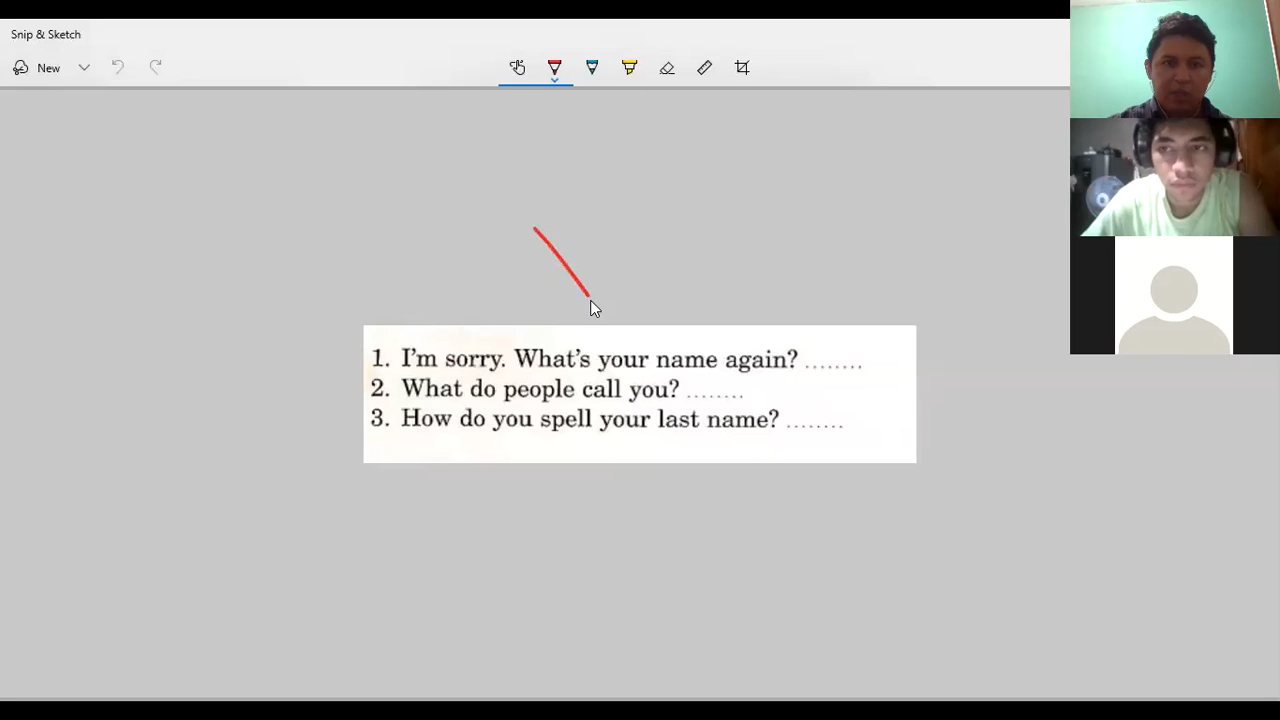 Snip & Sketch
New
1. I'm sorry. What's your name again? ........
2. What do people call you? ........
3. How do you spell your last name? ........